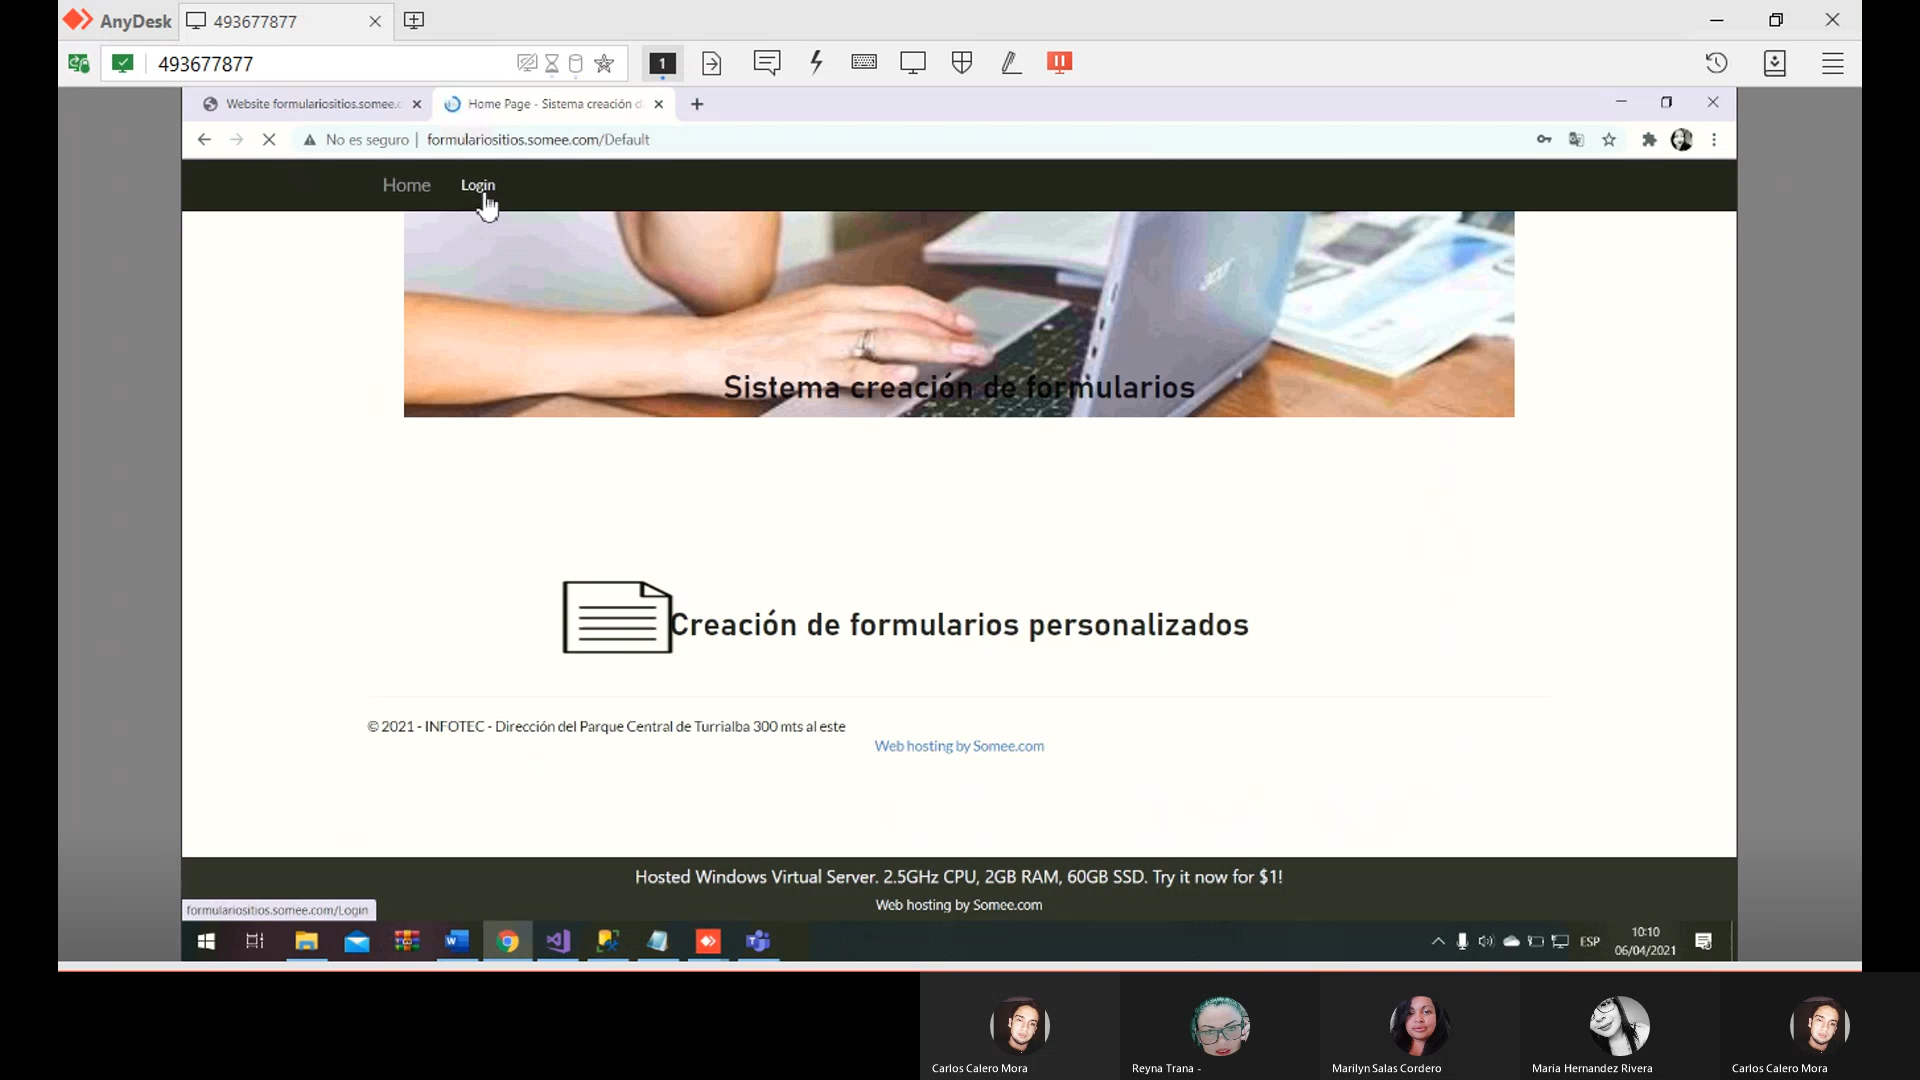 AnyDesk
493677877
493677877
1
Website formulariositios.somee.c
Home Page - Sistema creación d
No es seguro | formulariositios.somee.com/Default
Home
Login
acer
Sistema creación de formularios
Creación de formularios personalizados
© 2021 - INFOTEC - Dirección del Parque Central de Turrialba 300 mts al este
Web hosting by Somee.com
Hosted Windows Virtual Server. 2.5GHz CPU, 2GB RAM, 60GB SSD. Try it now for $1!
Web hosting by Somee.com
formulariositios.somee.com/Login
ESP
10:10
06/04/2021
Carlos Calero Mora
Reyna Trana -
Marilyn Salas Cordero
Maria Hernandez Rivera
Carlos Calero Mora